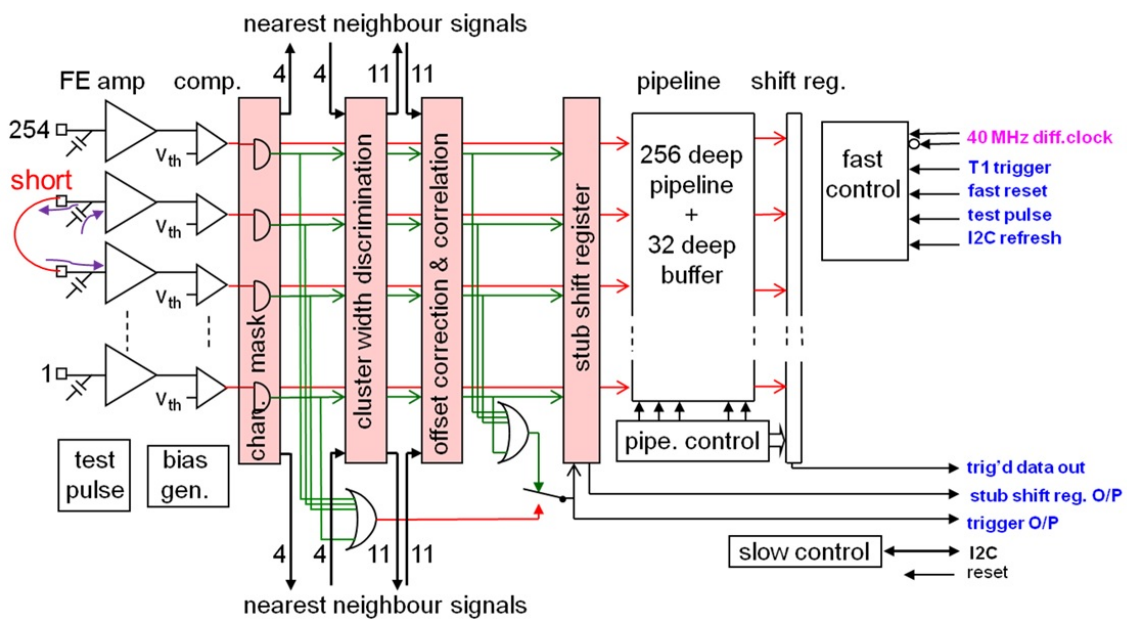 nearest neighbour signals
4 4 11 11
FE amp comp. pipeline shift reg.
254
Vth
short
Vth
Vth
1
Vth
chan. mask
cluster width discrimination
offset correction & correlation
stub shift register
256 deep
pipeline
+
32 deep
buffer
fast
control
40 MHz diff.clock
T1 trigger
fast reset
test pulse
I2C refresh
pipe. control
test
pulse
bias
gen.
trig'd data out
stub shift reg. O/P
trigger O/P
slow control
I2C
reset
4 4 11 11
nearest neighbour signals